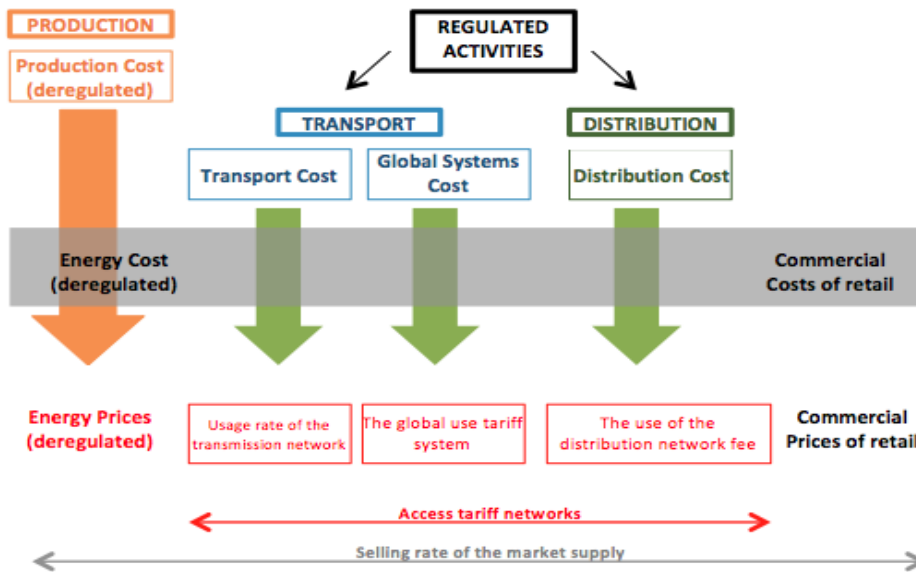 PRODUCTION
Production Cost
(deregulated)
REGULATED
ACTIVITIES
TRANSPORT
DISTRIBUTION
Transport Cost
Global Systems
Cost
Distribution Cost
Energy Cost
(deregulated)
Commercial
Costs of retail
Energy Prices
(deregulated)
Usage rate of the
transmission network
The global use tariff
system
The use of the
distribution network fee
Commercial
Prices of retail
Access tariff networks
Selling rate of the market supply